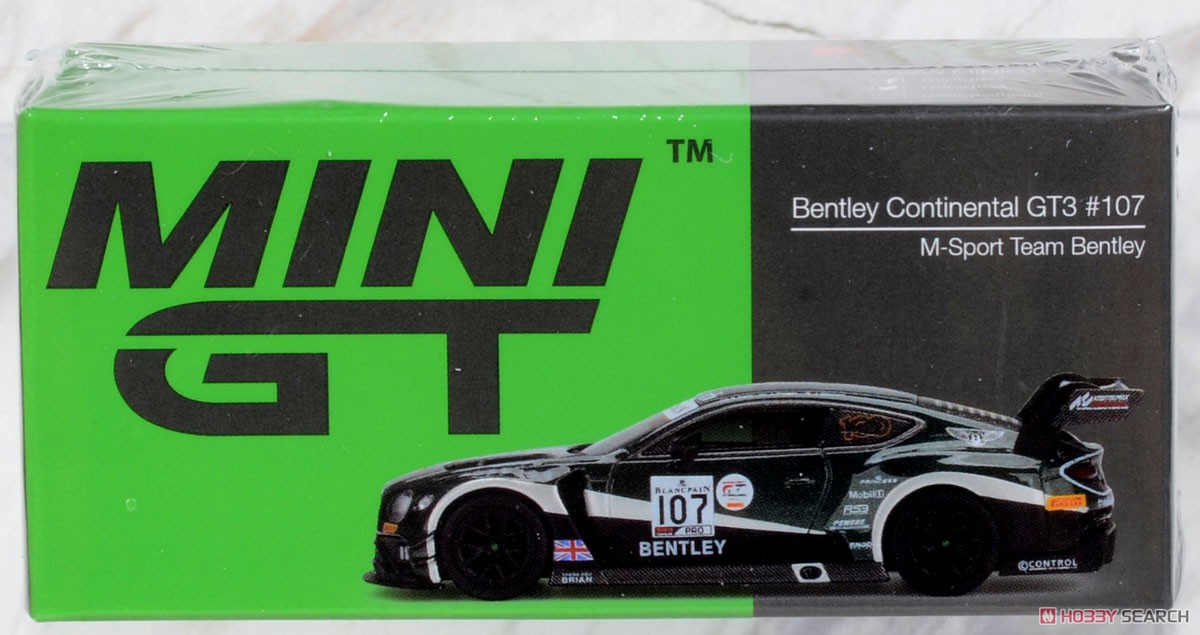 MINI
GT
TM
Bentley Continental GT3 #107
M-Sport Team Bentley
BLANCPAIN
107
PRO
BENTLEY
BRIAN
Mobil 1
PIRELLI
CONTROL
HOBBY SEARCH